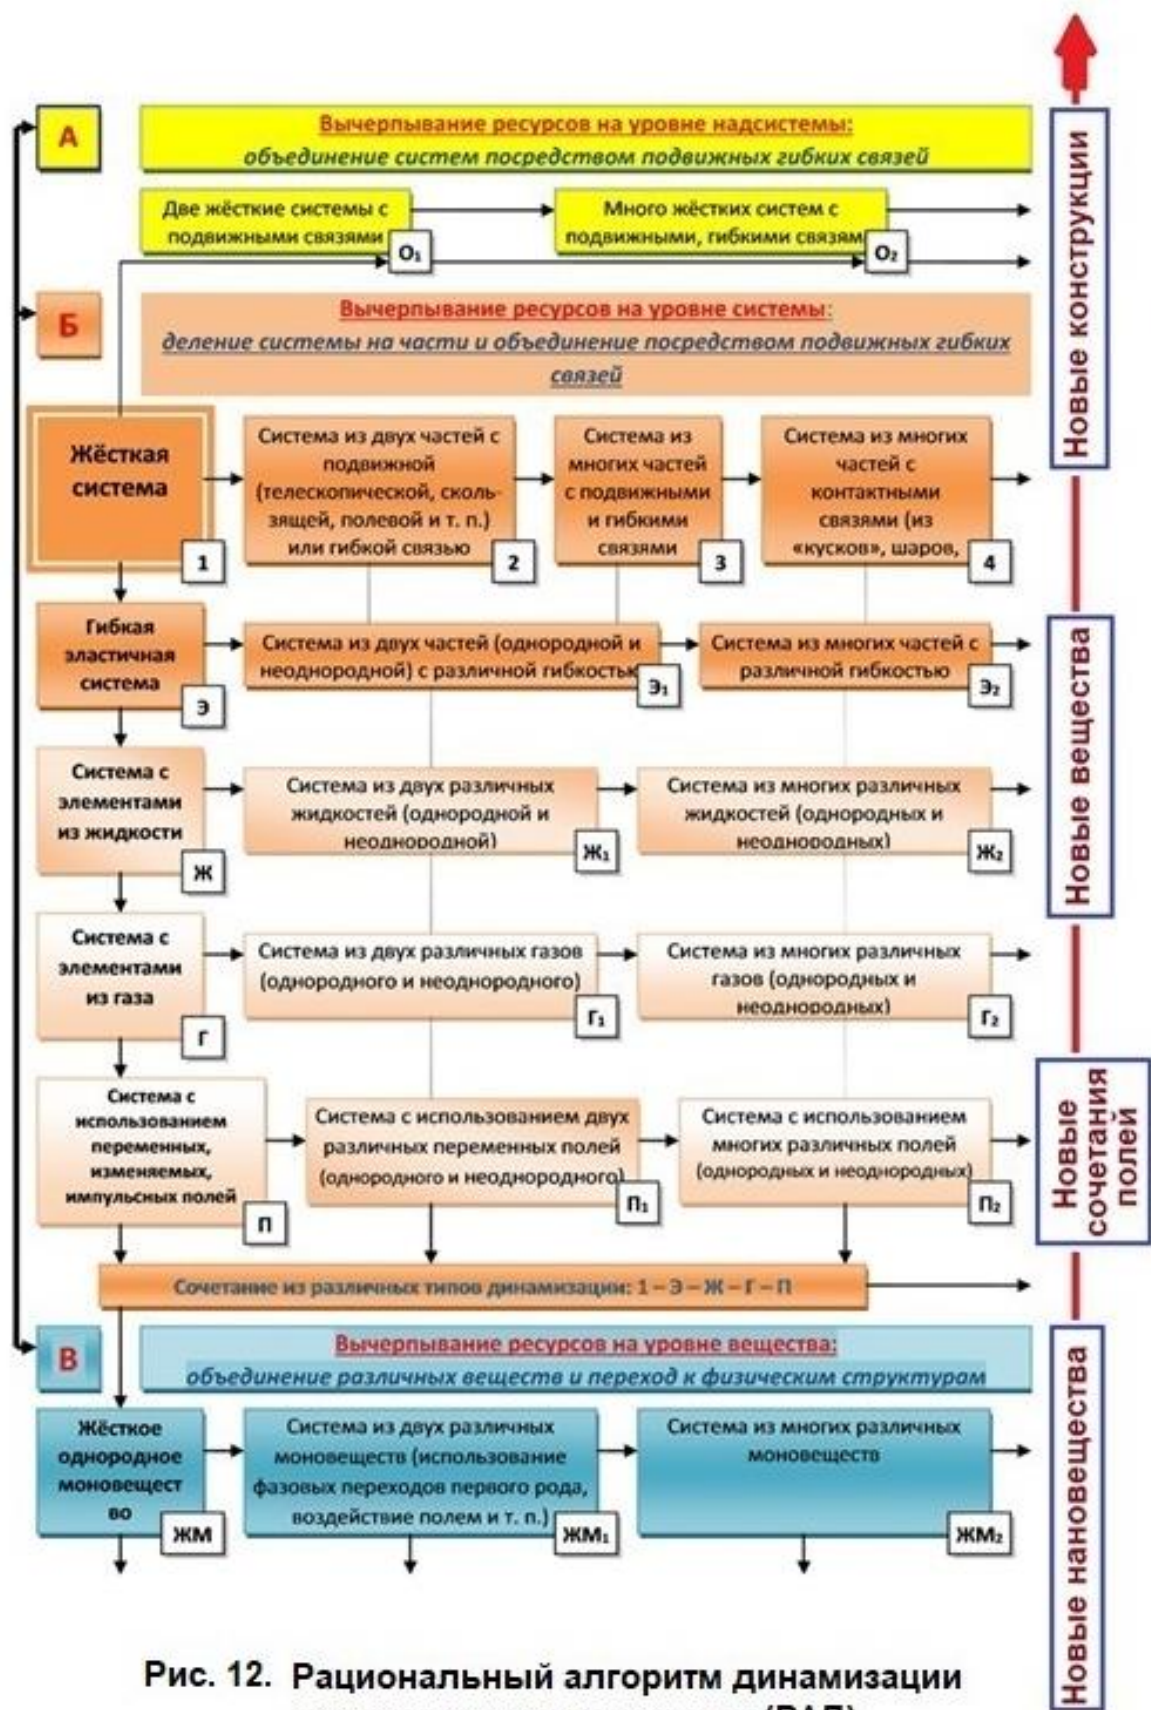 А
Вычерпывание ресурсов на уровне надсистемы:
объединение систем посредством подвижных гибких связей
Две жёсткие системы с
подвижными связями
О₁
Много жёстких систем с
подвижными, гибкими связям
О₂
Б
Вычерпывание ресурсов на уровне системы:
деление системы на части и объединение посредством подвижных гибких
связей
Жёсткая
система
1
Система из двух частей с
подвижной
(телескопической, сколь-
зящей, полевой и т. п.)
или гибкой связью
2
Система из
многих частей
с подвижными
и гибкими
связями
3
Система из многих
частей с
контактными
связями (из
«кусков», шаров,
4
Гибкая
эластичная
система
Э
Система из двух частей (однородной и
неоднородной) с различной гибкостью
Э₁
Система из многих частей с
различной гибкостью
Э₂
Система с
элементами
из жидкости
Ж
Система из двух различных
жидкостей (однородной и
неоднородной)
Ж₁
Система из многих различных
жидкостей (однородных и
неоднородных)
Ж₂
Система с
элементами
из газа
Г
Система из двух различных газов
(однородного и неоднородного)
Г₁
Система из многих различных
газов (однородных и
неоднородных)
Г₂
Система с
использованием
переменных,
изменяемых,
импульсных полей
П
Система с использованием двух
различных переменных полей
(однородного и неоднородного)
П₁
Система с использованием
многих различных полей
(однородных и неоднородных)
П₂
Сочетание из различных типов динамизации: 1 – Э – Ж – Г – П
В
Вычерпывание ресурсов на уровне вещества:
объединение различных веществ и переход к физическим структурам
Жёсткое
однородное
моновещест
во
ЖМ
Система из двух различных
моновеществ (использование
фазовых переходов первого рода,
воздействие полем и т. п.)
ЖМ₁
Система из многих различных
моновеществ
ЖМ₂
Новые конструкции
Новые вещества
Новые
сочетания
полей
Новые нановещества
Рис. 12. Рациональный алгоритм динамизации